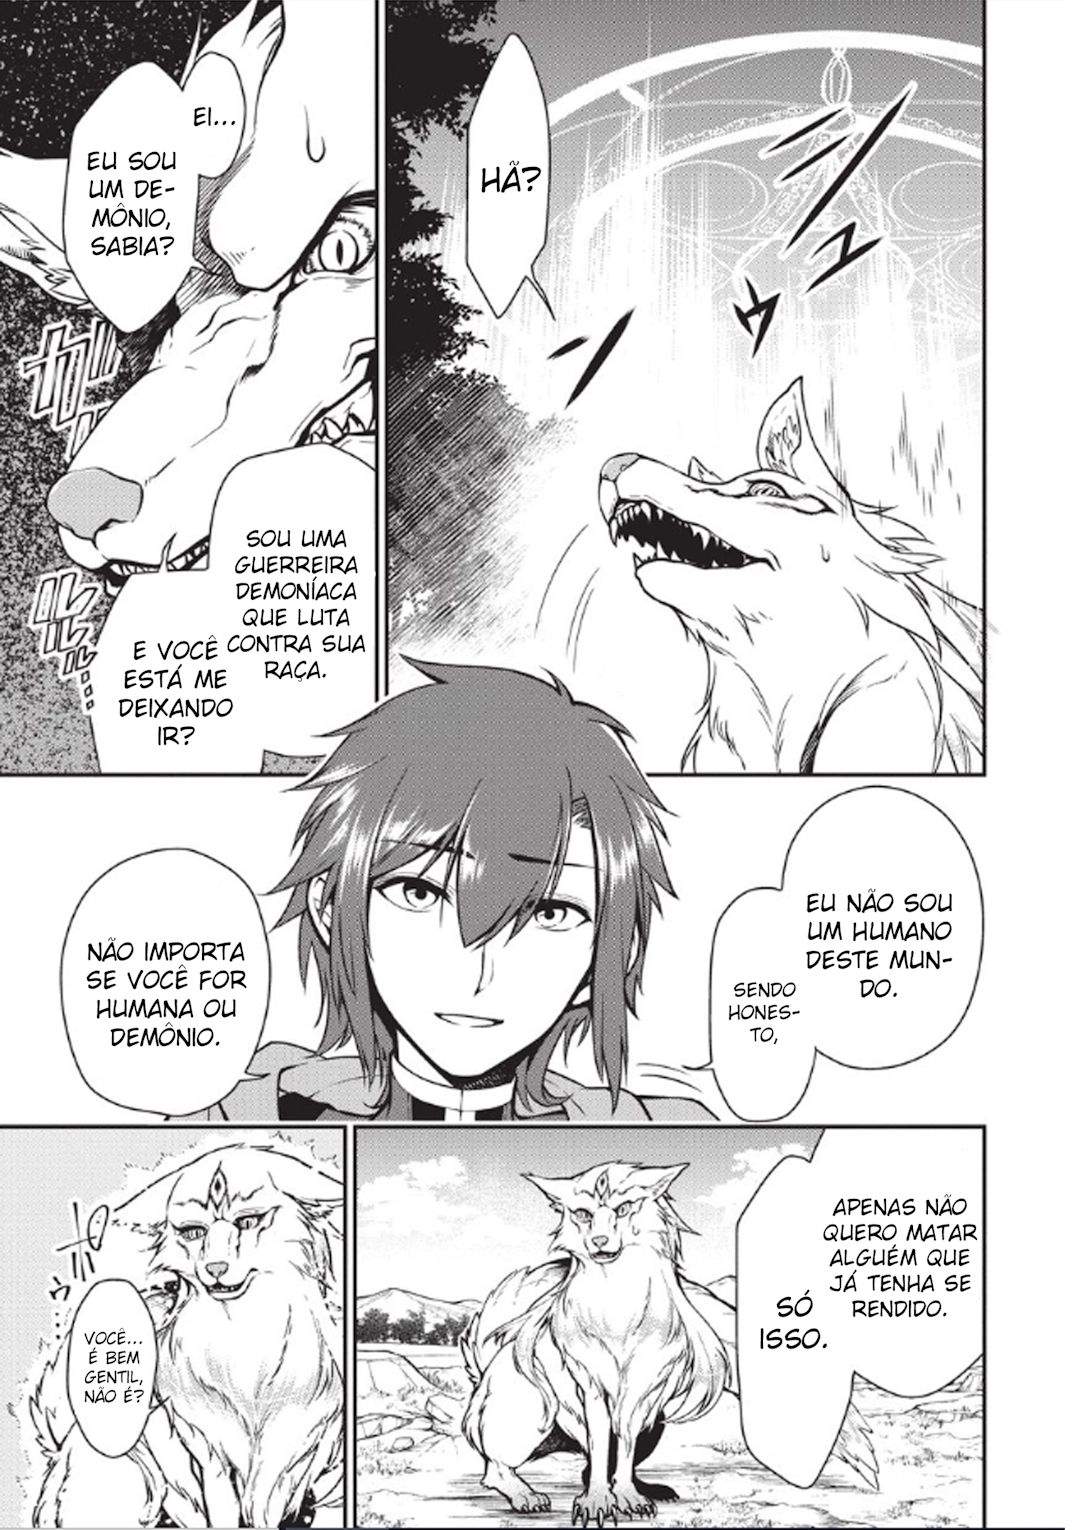 HÃ?
EI...
EU SOU
UM DE-
MÔNIO,
SABIA?
SOU UMA
GUERREIRA
DEMONÍACA
QUE LUTA
CONTRA SUA
RAÇA.
E VOCÊ
ESTÁ ME
DEIXANDO
IR?
EU NÃO SOU
UM HUMANO
DESTE MUN-
DO.
SENDO
HONES-
TO,
NÃO IMPORTA
SE VOCÊ FOR
HUMANA OU
DEMÔNIO.
APENAS NÃO
QUERO MATAR
ALGUÉM QUE
JÁ TENHA SE
RENDIDO.
SÓ
ISSO.
VOCÊ...
É BEM
GENTIL,
NÃO É?